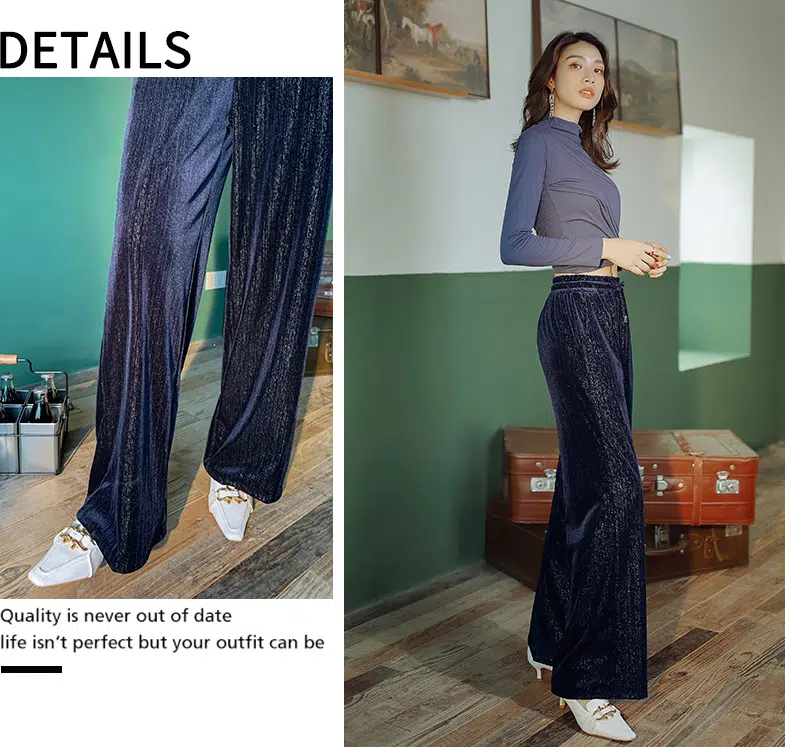 DETAILS
Quality is never out of date
life isn’t perfect but your outfit can be